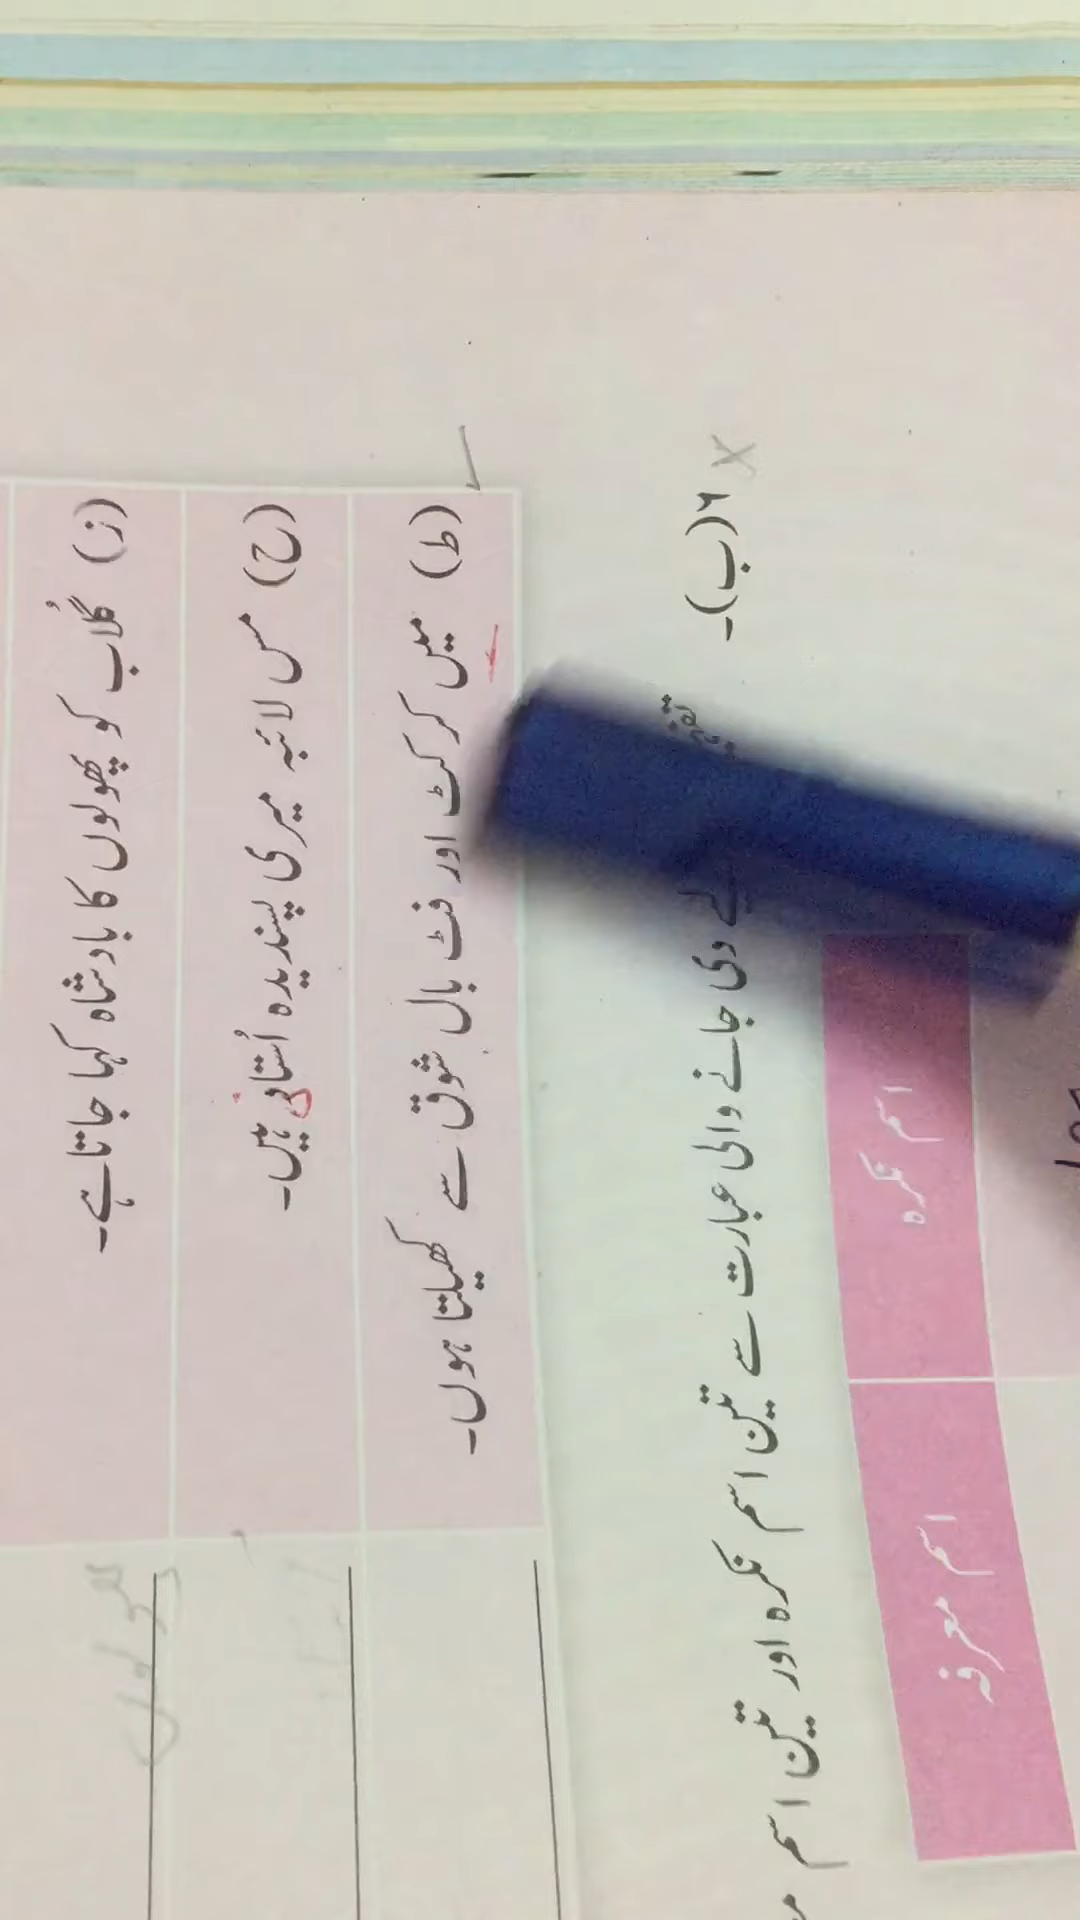 (ز) گلاب کو پھولوں کا بادشاہ کہا جاتا ہے۔
(ح) مس لائبہ میری پسندیدہ اُستانی ہیں۔
(ط) میں کرکٹ اور فٹ بال شوق سے کھیلتا ہوں۔
۶(ب)۔ لیے دی جانے والی عبارت سے تین اسم نکرہ اور تین اسم
اسم نکرہ
اسم معرفہ